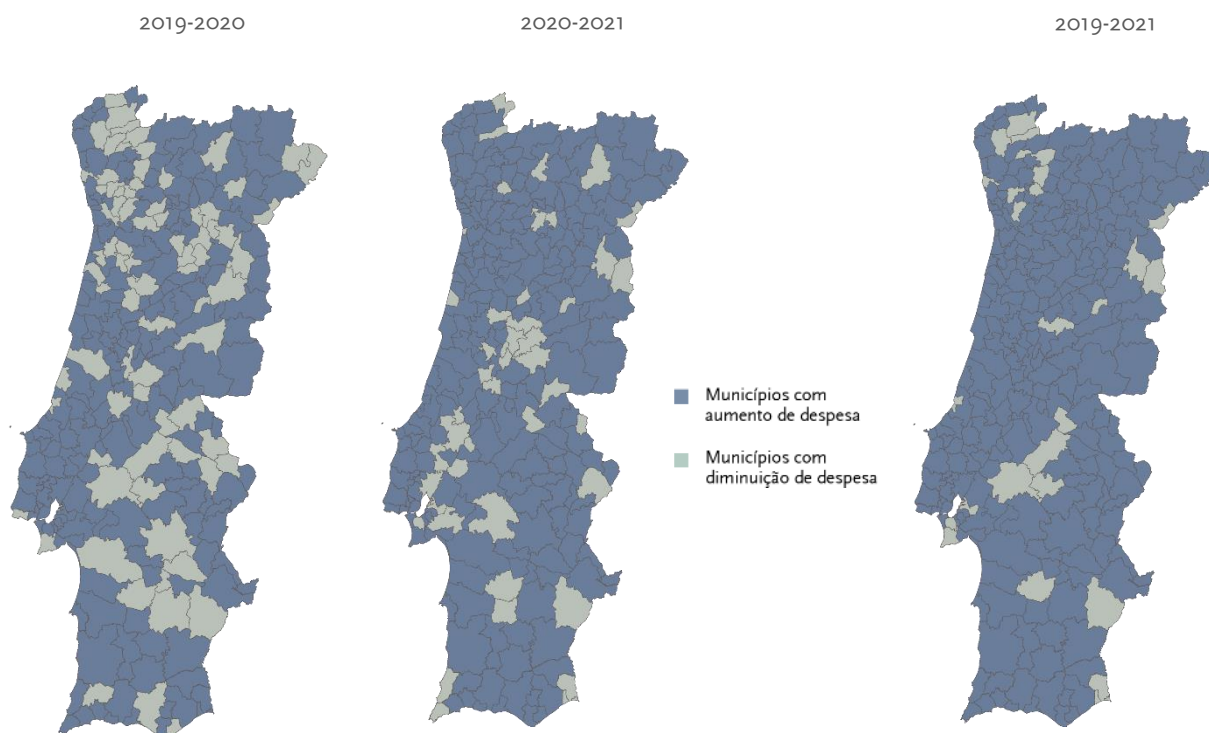 2019-2020
2020-2021
2019-2021
Municípios com
aumento de despesa
Municípios com
diminuição de despesa